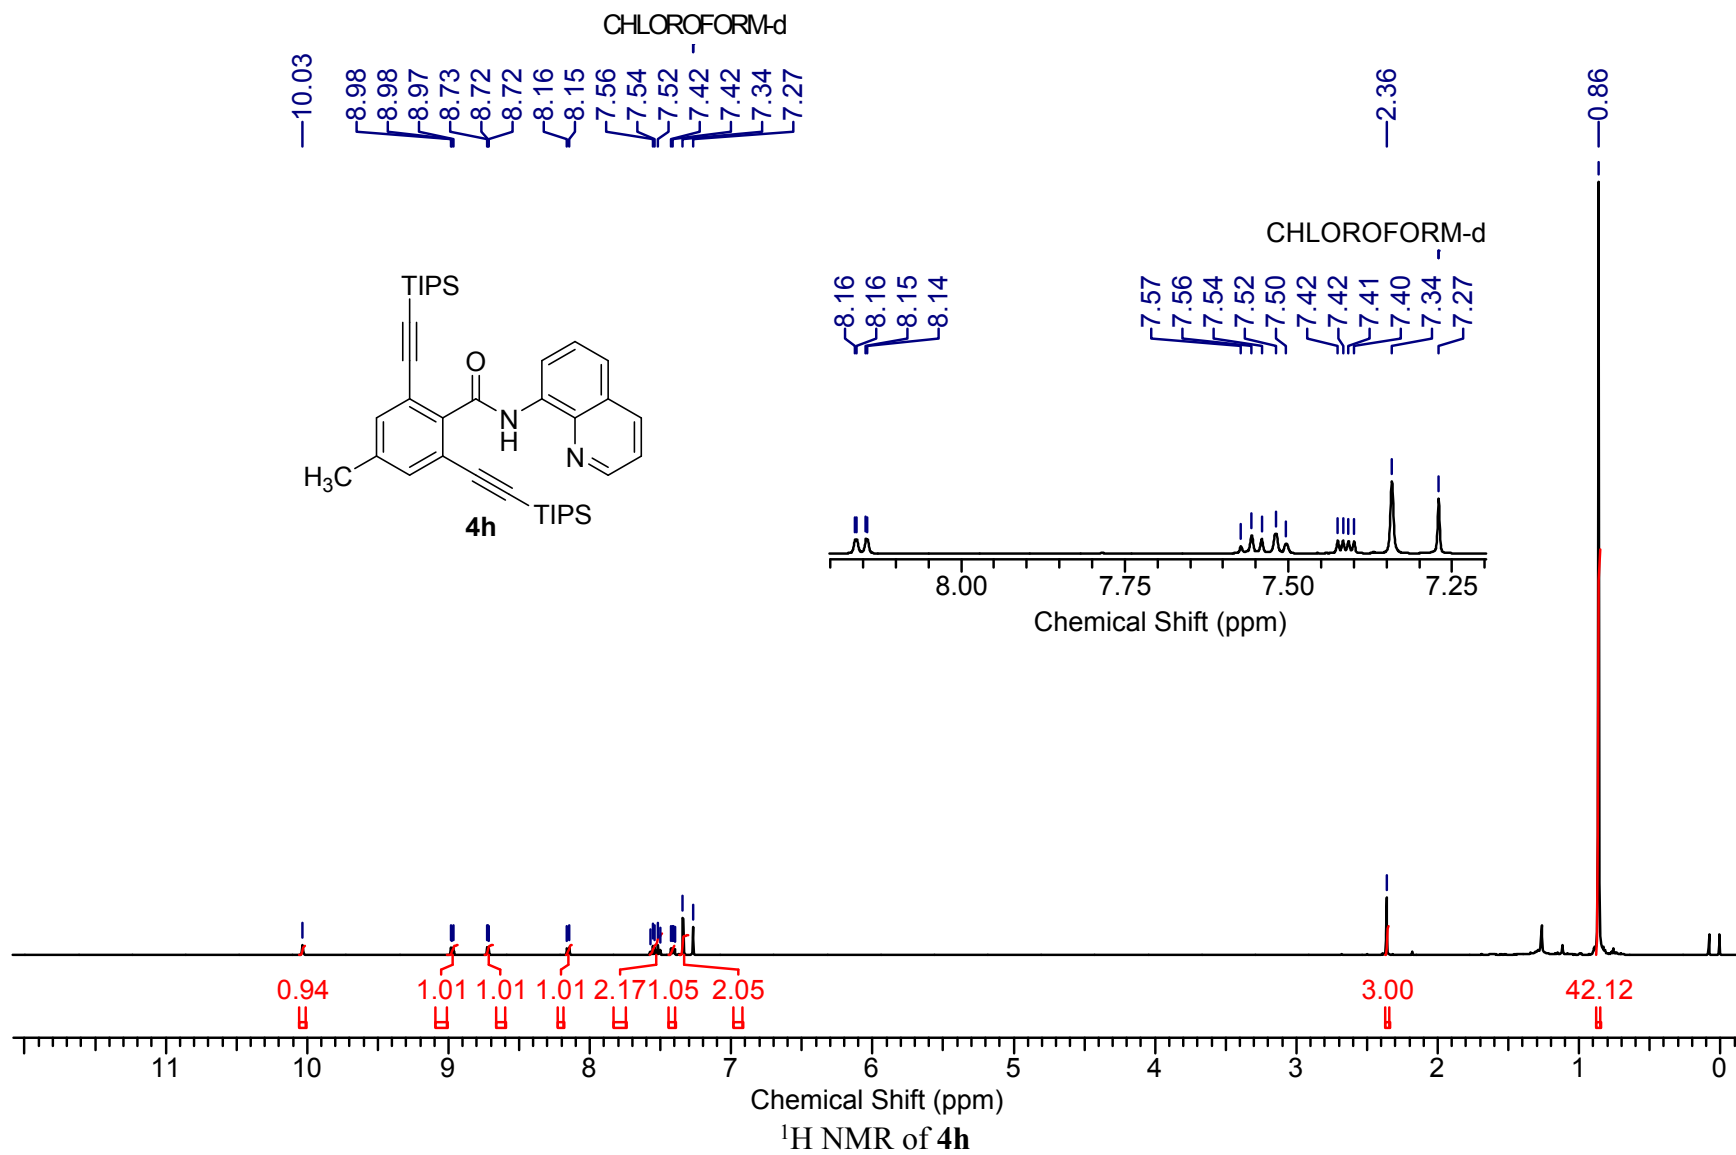 CHLOROFORM-d
10.03
8.98
8.98
8.97
8.73
8.72
8.72
8.16
8.15
7.56
7.54
7.52
7.42
7.42
7.34
7.27
2.36
0.86
CHLOROFORM-d
8.16
8.16
8.15
8.14
7.57
7.56
7.54
7.52
7.50
7.42
7.42
7.41
7.40
7.34
7.27
TIPS
O
N
H
N
H3C
TIPS
4h
8.00 7.75 7.50 7.25
Chemical Shift (ppm)
0.94 1.01 1.01 1.01 2.17 1.05 2.05 3.00 42.12
11 10 9 8 7 6 5 4 3 2 1 0
Chemical Shift (ppm)
¹H NMR of 4h